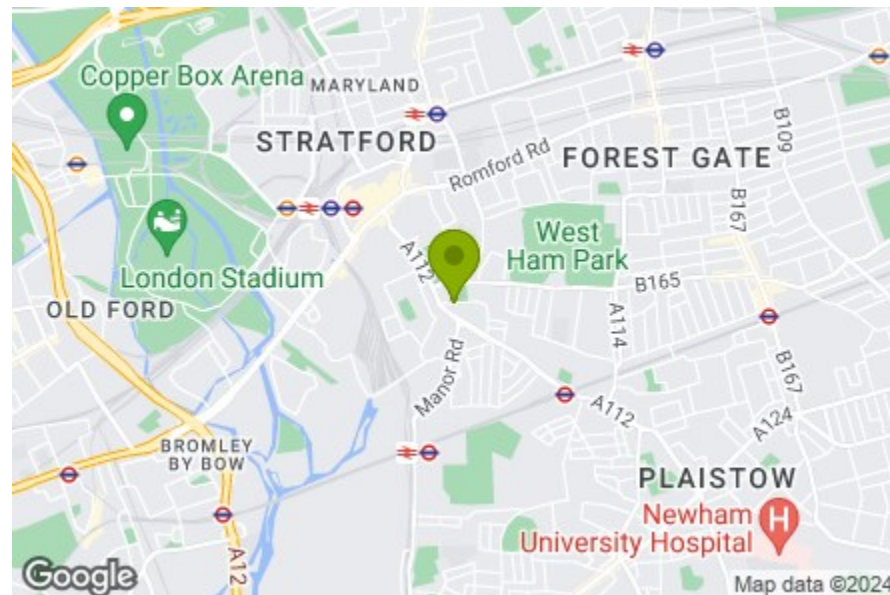 Copper Box Arena
MARYLAND
STRATFORD
Romford Rd
FOREST GATE
B109
B167
A112
West
Ham Park
London Stadium
B165
OLD FORD
A114
Manor Rd
B167
A112
A124
BROMLEY
BY BOW
PLAISTOW
Newham
University Hospital
H
A12
Google
Map data ©2024